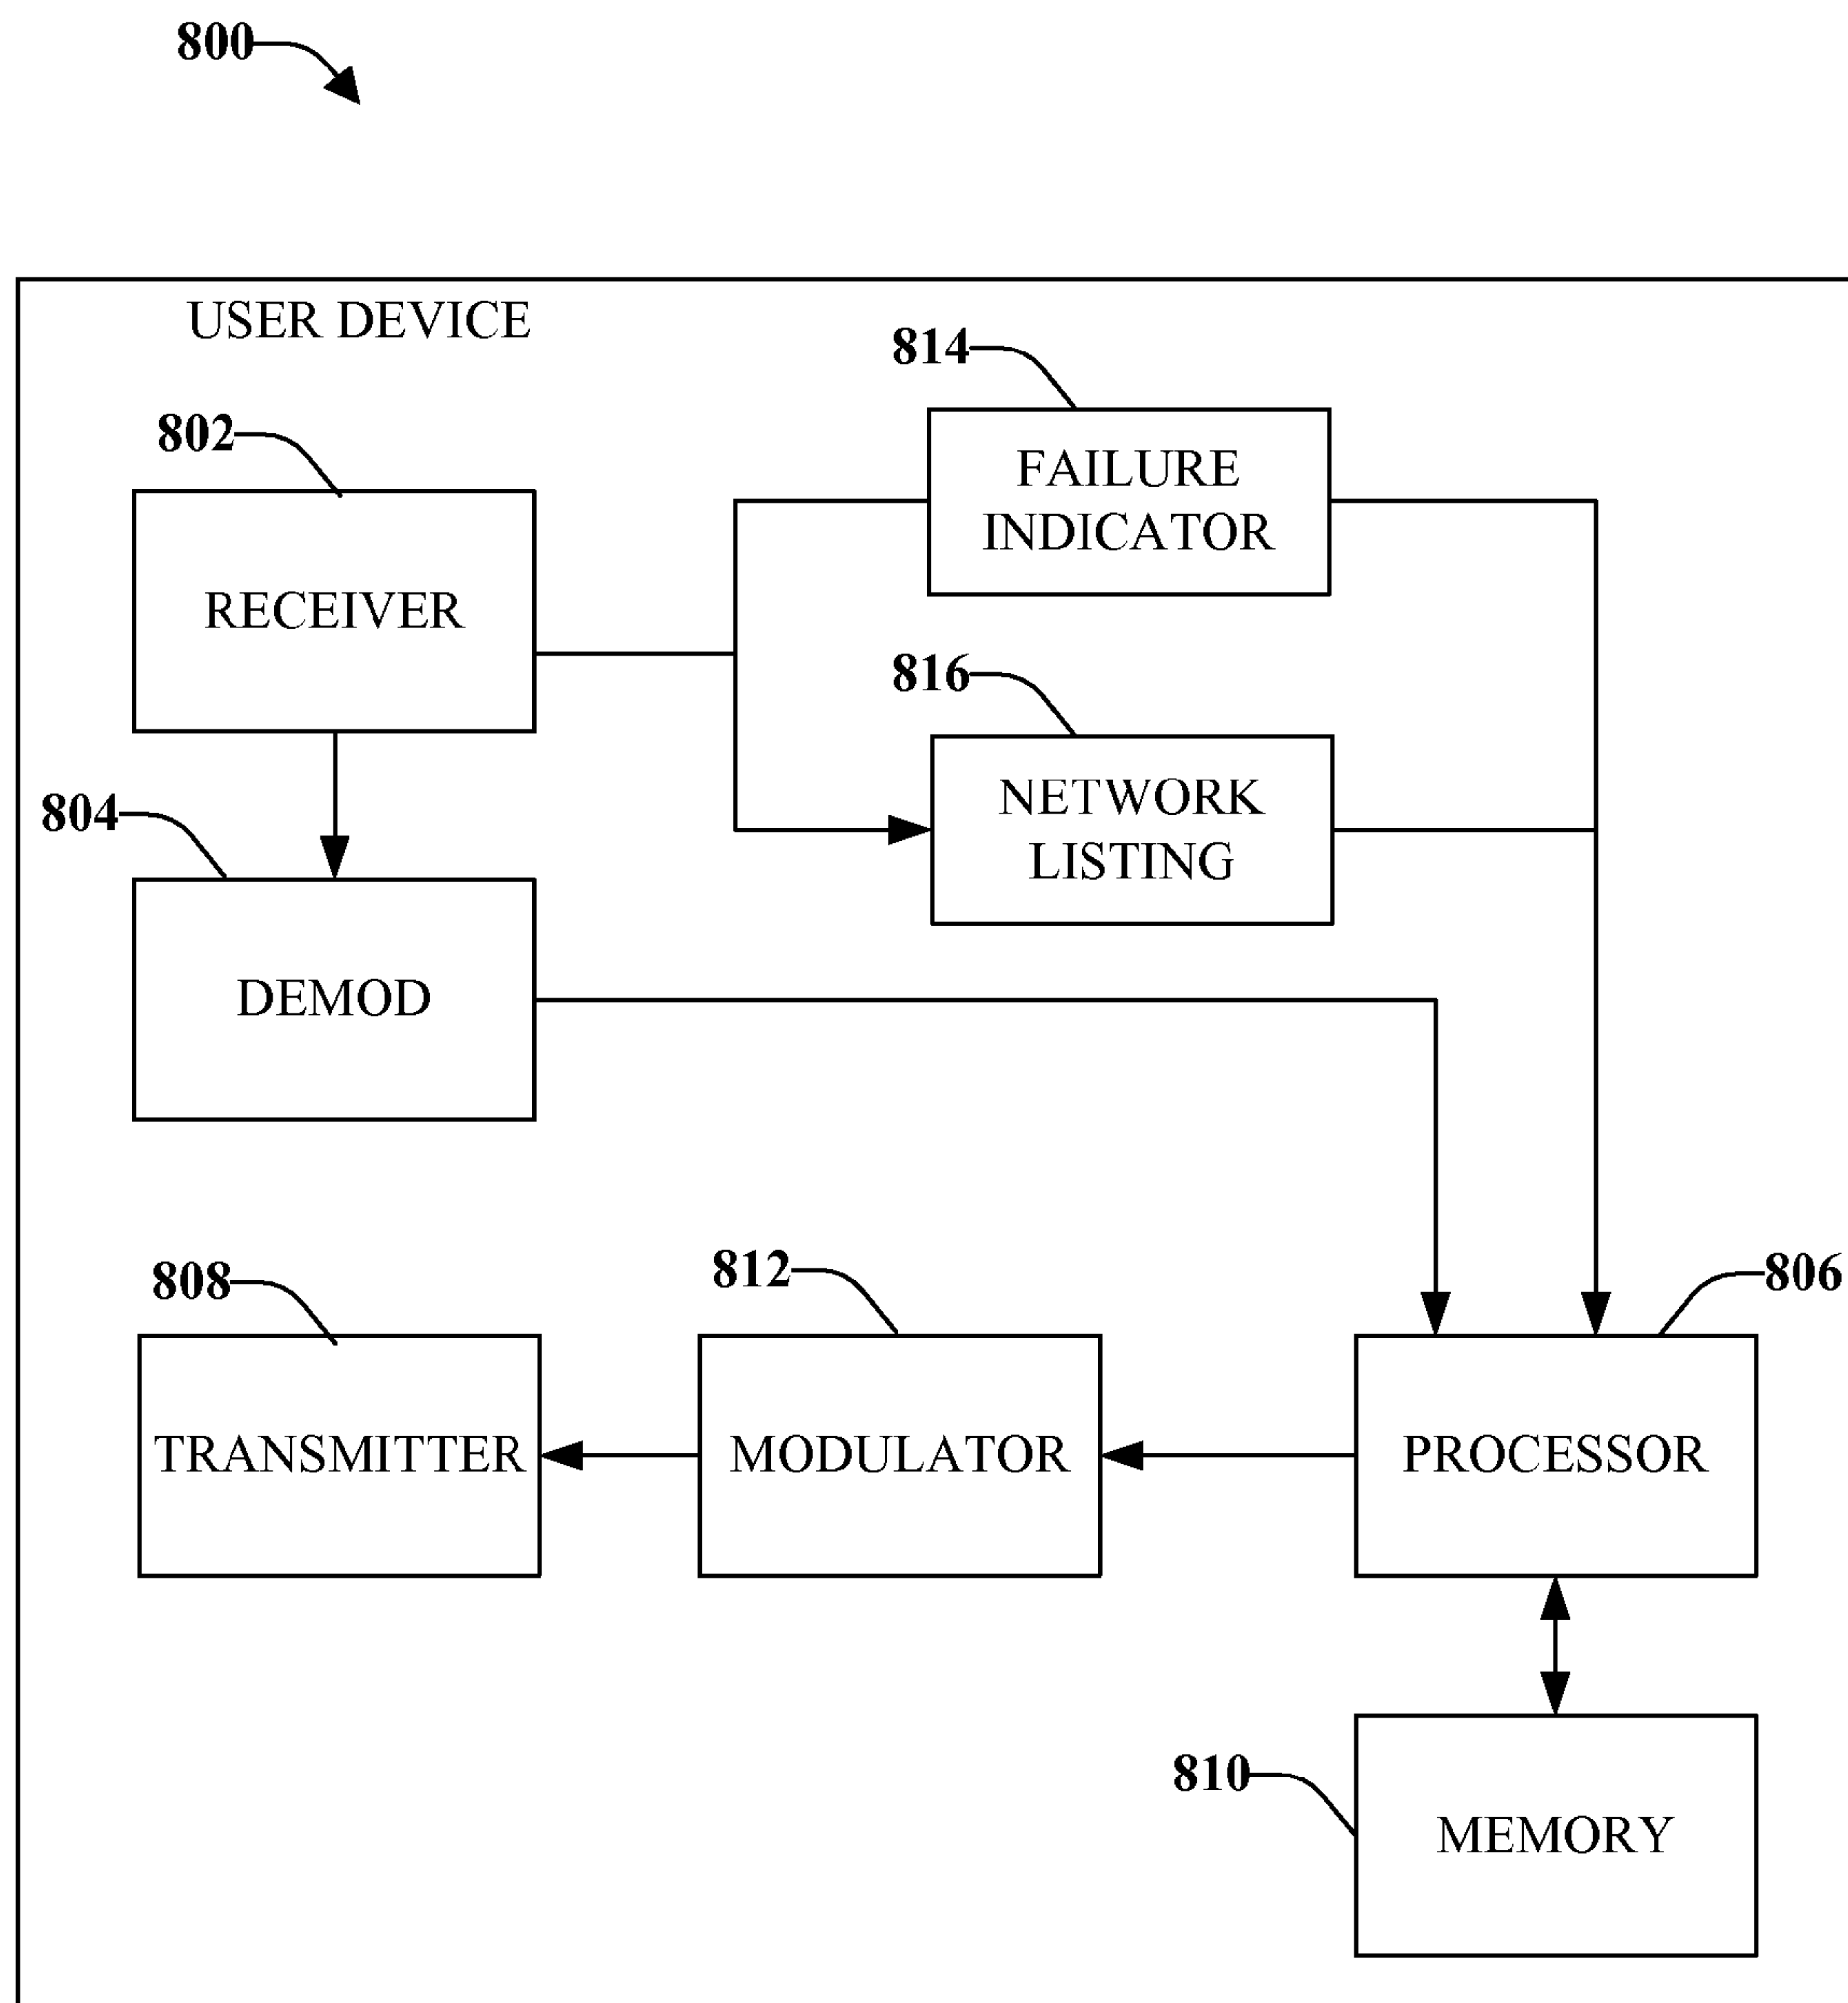 800
USER DEVICE
814
802
FAILURE
INDICATOR
RECEIVER
816
NETWORK
LISTING
804
DEMOD
808
812
806
TRANSMITTER
MODULATOR
PROCESSOR
810
MEMORY